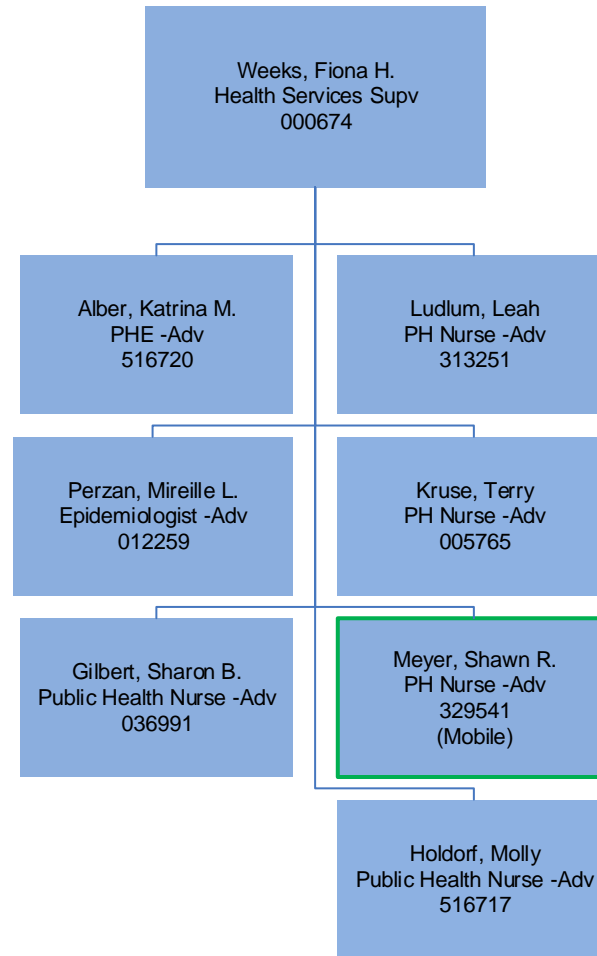 Weeks, Fiona H.
Health Services Supv
000674
Alber, Katrina M.
PHE -Adv
516720
Ludlum, Leah
PH Nurse -Adv
313251
Perzan, Mireille L.
Epidemiologist -Adv
012259
Kruse, Terry
PH Nurse -Adv
005765
Gilbert, Sharon B.
Public Health Nurse -Adv
036991
Meyer, Shawn R.
PH Nurse -Adv
329541
(Mobile)
Holdorf, Molly
Public Health Nurse -Adv
516717